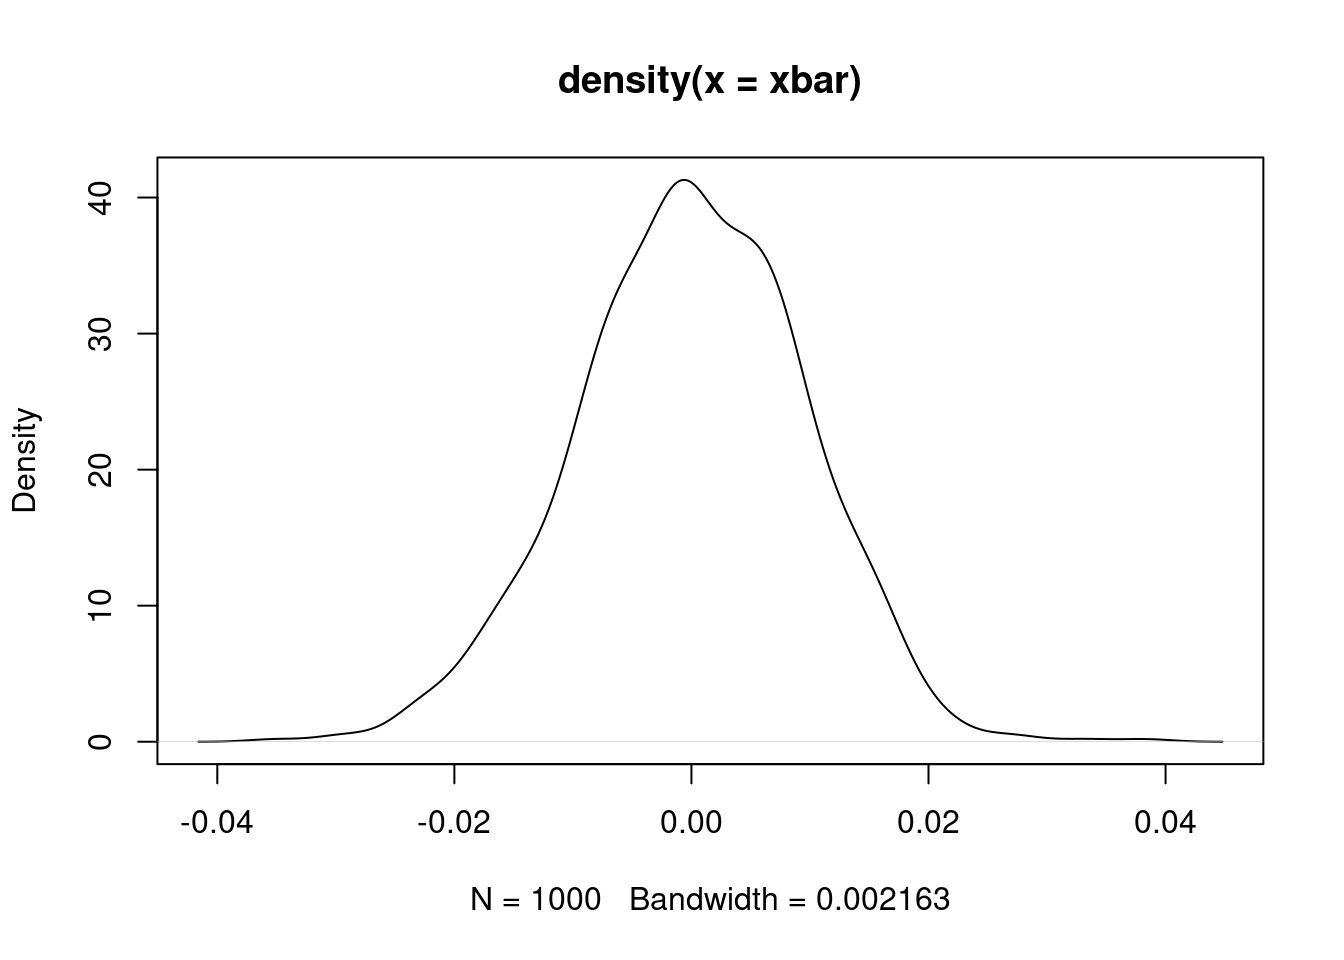 density(x = xbar)
Density
40
30
20
10
0
-0.04 -0.02 0.00 0.02 0.04
N = 1000 Bandwidth = 0.002163